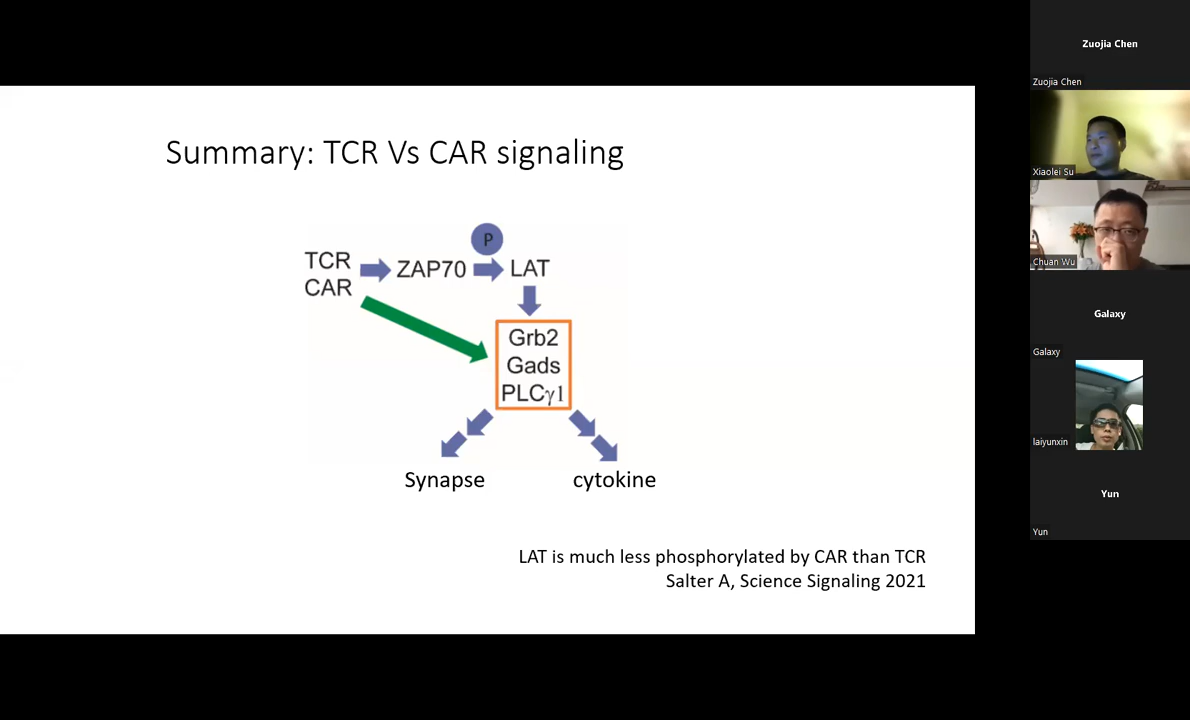 Summary: TCR Vs CAR signaling
P
TCR
CAR
ZAP70
LAT
Grb2
Gads
PLCγ1
Synapse
cytokine
LAT is much less phosphorylated by CAR than TCR
Salter A, Science Signaling 2021
Zuojia Chen
Zuojia Chen
Xiaolei Su
Chuan Wu
Galaxy
Galaxy
laiyunxin
Yun
Yun